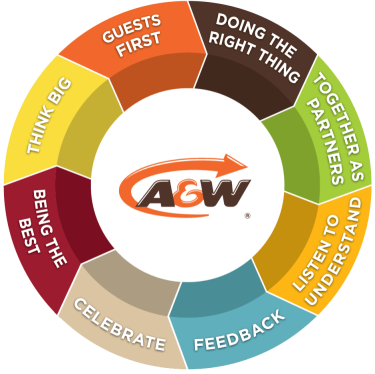 GUESTS
FIRST
DOING THE
RIGHT THING
TOGETHER AS
PARTNERS
LISTEN TO
UNDERSTAND
FEEDBACK
CELEBRATE
BEING THE
BEST
THINK BIG
A&W
®